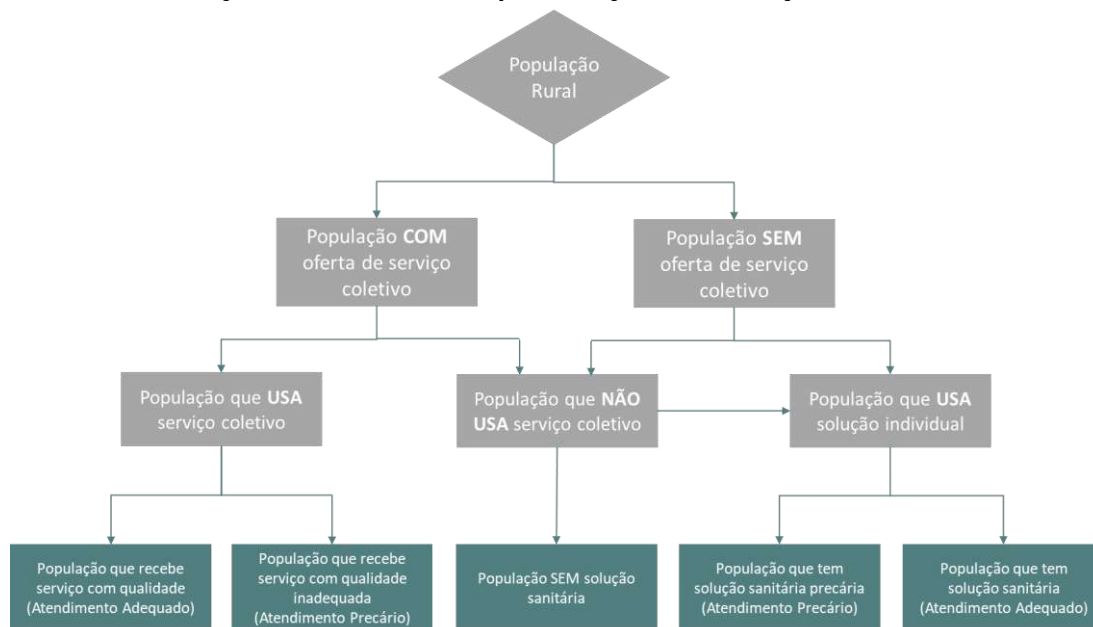 População
Rural
População COM
oferta de serviço
coletivo
População SEM
oferta de serviço
coletivo
População que USA
serviço coletivo
População que NÃO
USA serviço coletivo
População que USA
solução individual
População que recebe
serviço com qualidade
(Atendimento Adequado)
População que recebe
serviço com qualidade
inadequada
(Atendimento Precário)
População SEM solução
sanitária
População que tem
solução sanitária precária
(Atendimento Precário)
População que tem
solução sanitária
(Atendimento Adequado)